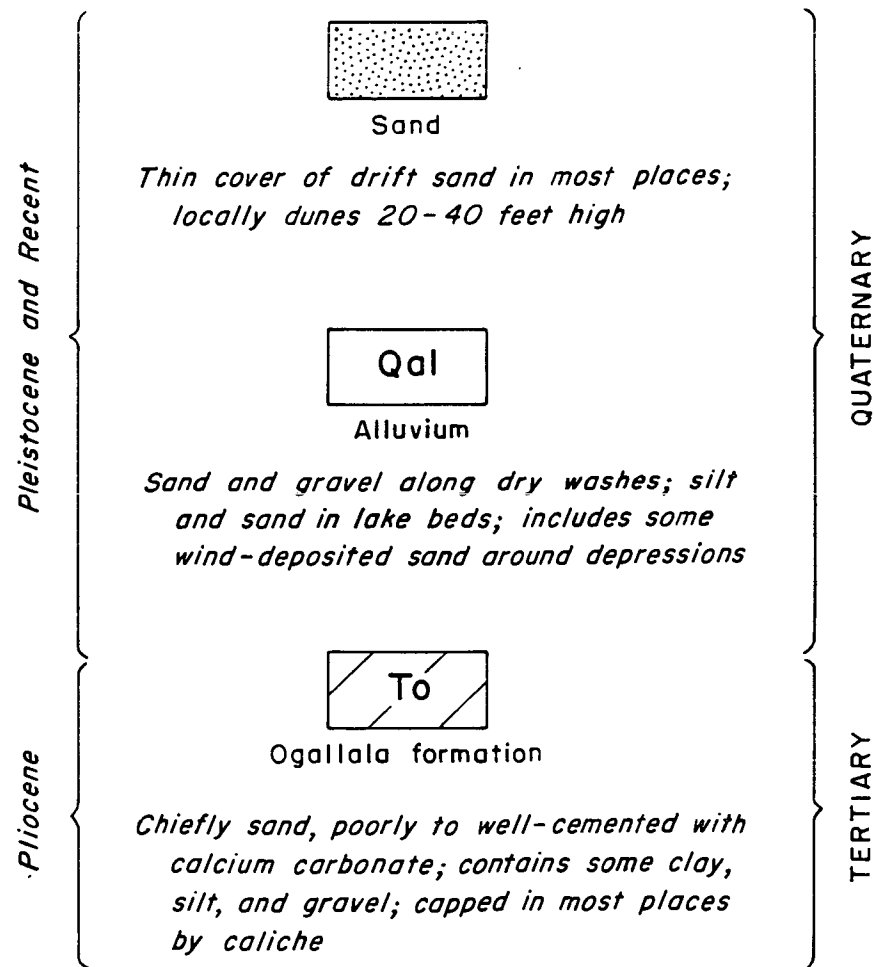 Sand
Thin cover of drift sand in most places;
locally dunes 20-40 feet high
Pleistocene and Recent
QUATERNARY
Qal
Alluvium
Sand and gravel along dry washes; silt
and sand in lake beds; includes some
wind-deposited sand around depressions
To
Ogallala formation
Pliocene
TERTIARY
Chiefly sand, poorly to well-cemented with
calcium carbonate; contains some clay,
silt, and gravel; capped in most places
by caliche